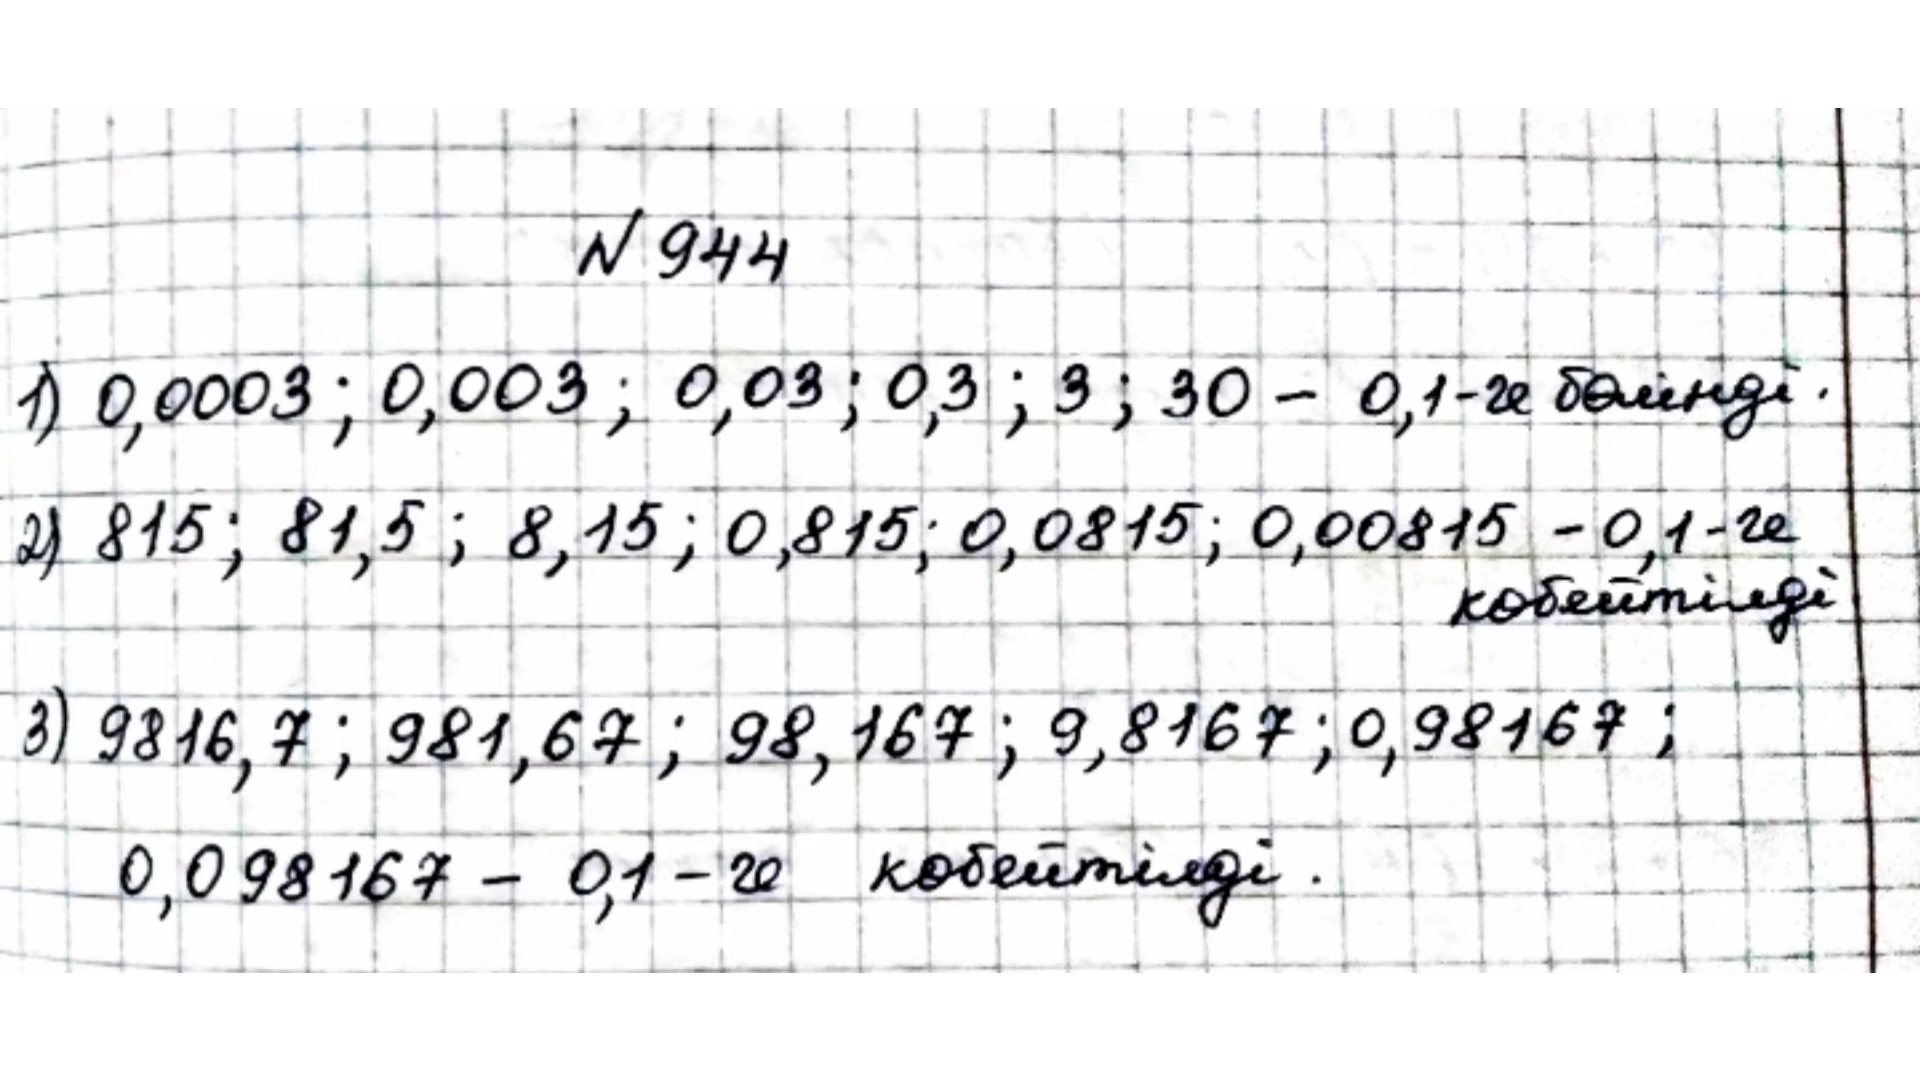 N 944
1) 0,0003; 0,003; 0,03; 0,3; 3; 30 - 0,1-ге бөлінді.
2) 815; 81,5; 8,15; 0,815; 0,0815; 0,00815 - 0,1-ге
көбейтілді
3) 9816,7; 981,67; 98,167; 9,8167; 0,98167;
0,098167 - 0,1-ге көбейтілді.